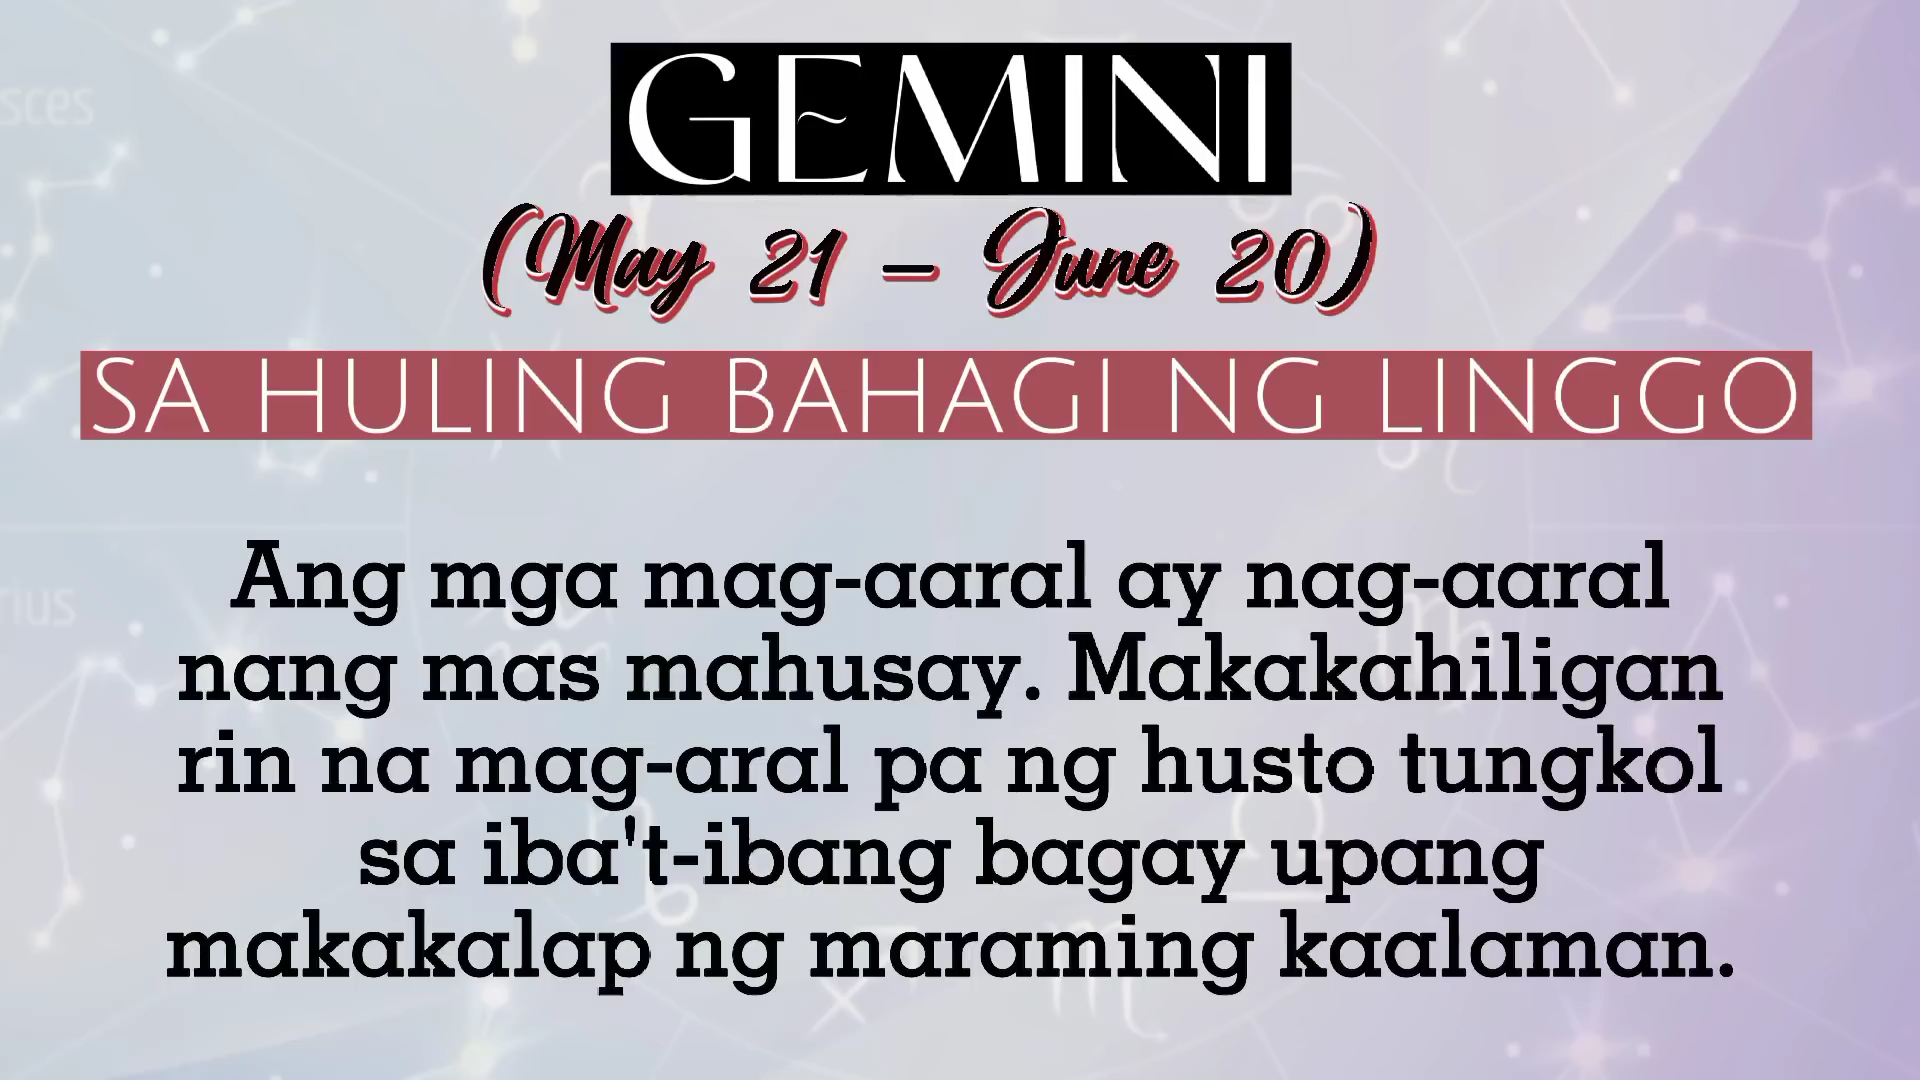 GEMINI
(May 21 – June 20)
SA HULING BAHAGI NG LINGGO
Ang mga mag-aaral ay nag-aaral
nang mas mahusay. Makakahiligan
rin na mag-aral pa ng husto tungkol
sa iba't-ibang bagay upang
makakalap ng maraming kaalaman.
sces
rius